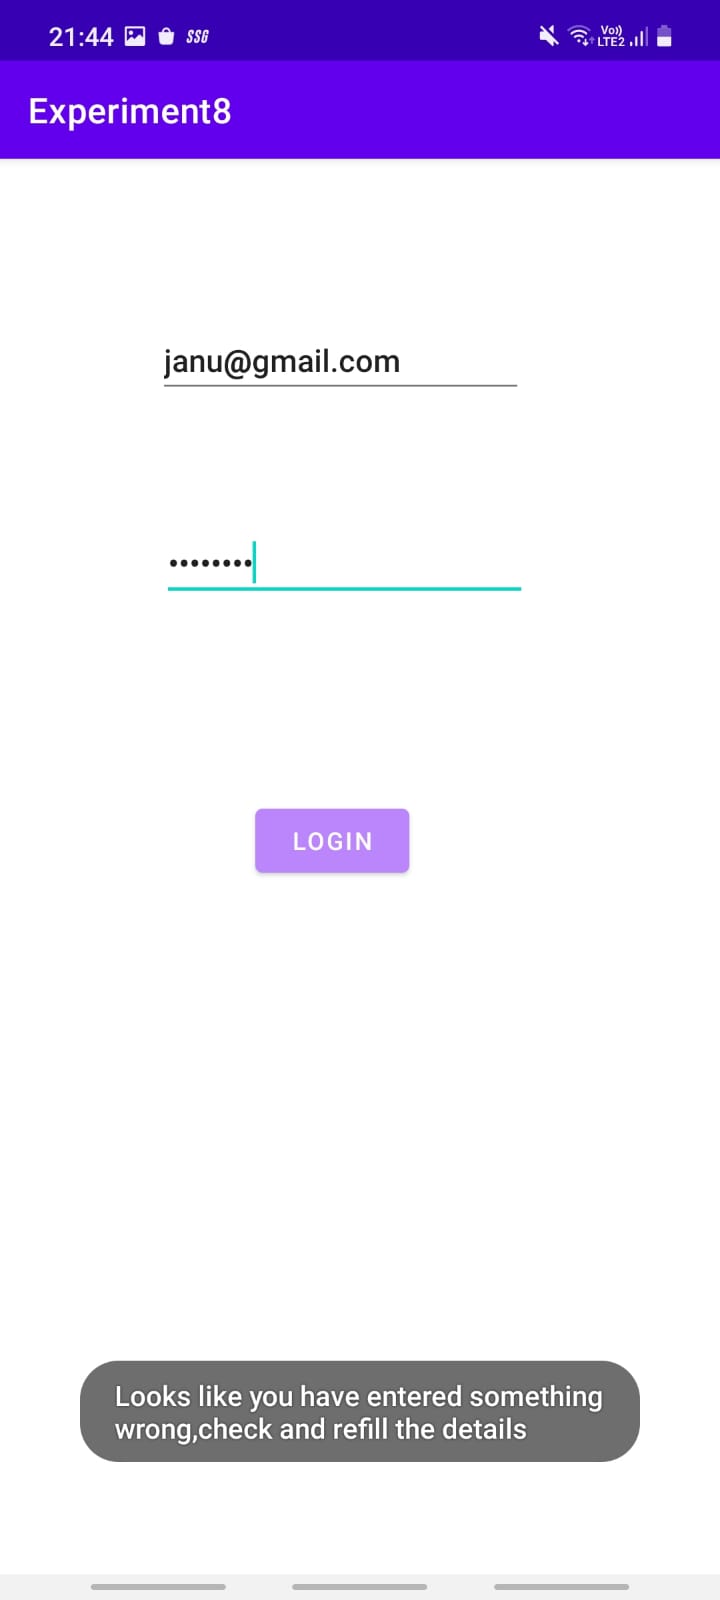 21:44 SSG Vo)) LTE2
Experiment8
janu@gmail.com
••••••••
LOGIN
Looks like you have entered something
wrong,check and refill the details